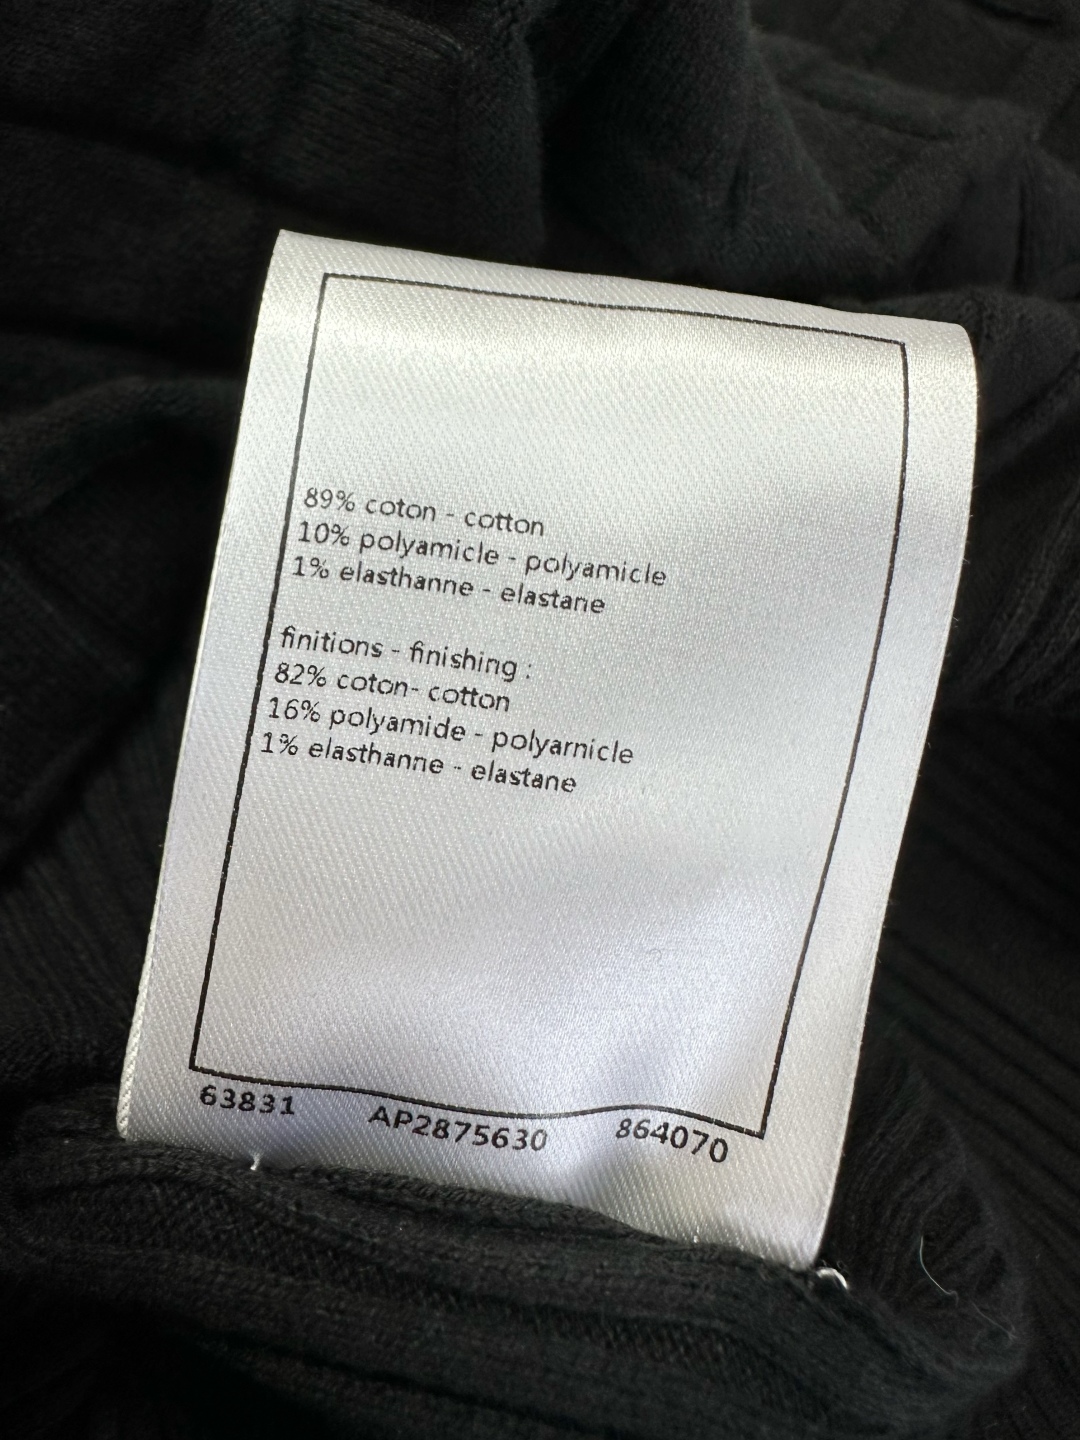 89% coton - cotton
10% polyamicle - polyamicle
1% elasthanne - elastane
finitions - finishing :
82% coton- cotton
16% polyamide - polyarnicle
1% elasthanne - elastane
63831 AP2875630 864070